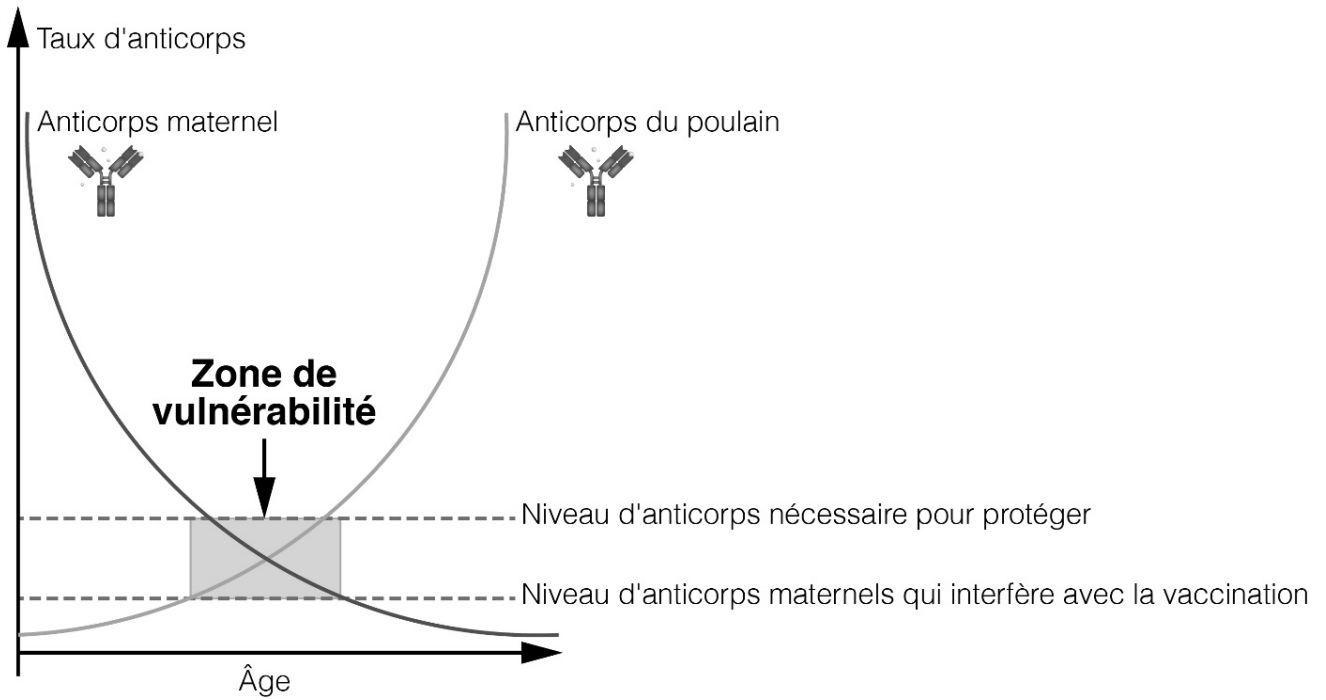 Taux d'anticorps
Anticorps maternel
Anticorps du poulain
Zone de
vulnérabilité
Niveau d'anticorps nécessaire pour protéger
Niveau d'anticorps maternels qui interfère avec la vaccination
Âge